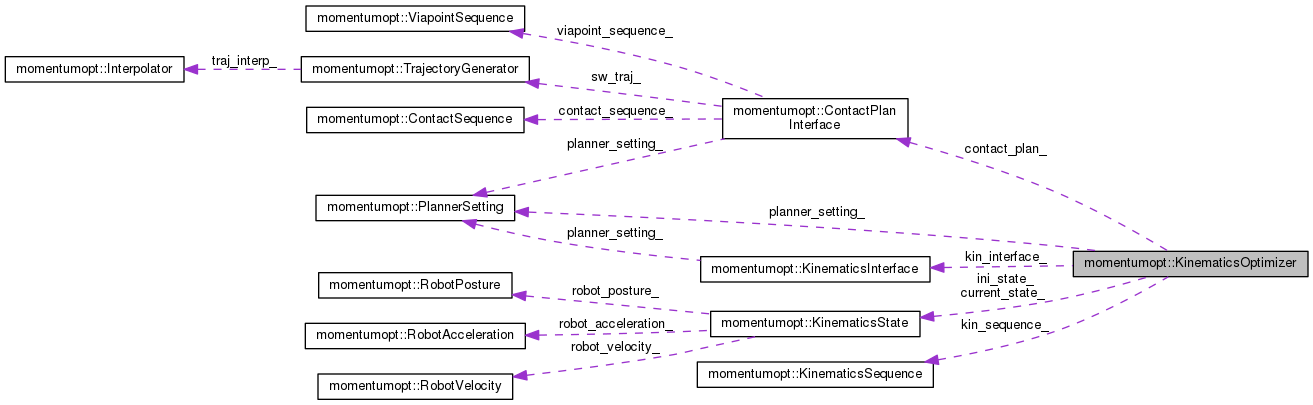 momentumopt::ViapointSequence
viapoint_sequence_
momentumopt::Interpolator
traj_interp_
momentumopt::TrajectoryGenerator
sw_traj_
momentumopt::ContactSequence
contact_sequence_
momentumopt::ContactPlan
Interface
planner_setting_
contact_plan_
momentumopt::PlannerSetting
planner_setting_
planner_setting_
momentumopt::KinematicsInterface
kin_interface_
momentumopt::KinematicsOptimizer
momentumopt::RobotPosture
robot_posture_
ini_state_
current_state_
momentumopt::RobotAcceleration
robot_acceleration_
momentumopt::KinematicsState
kin_sequence_
robot_velocity_
momentumopt::RobotVelocity
momentumopt::KinematicsSequence